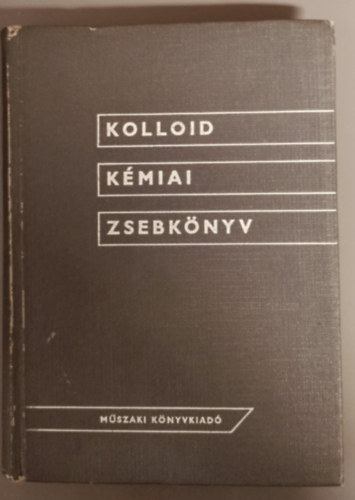 KOLLOID
KÉMIAI
ZSEBKÖNYV
MŰSZAKI KÖNYVKIADÓ